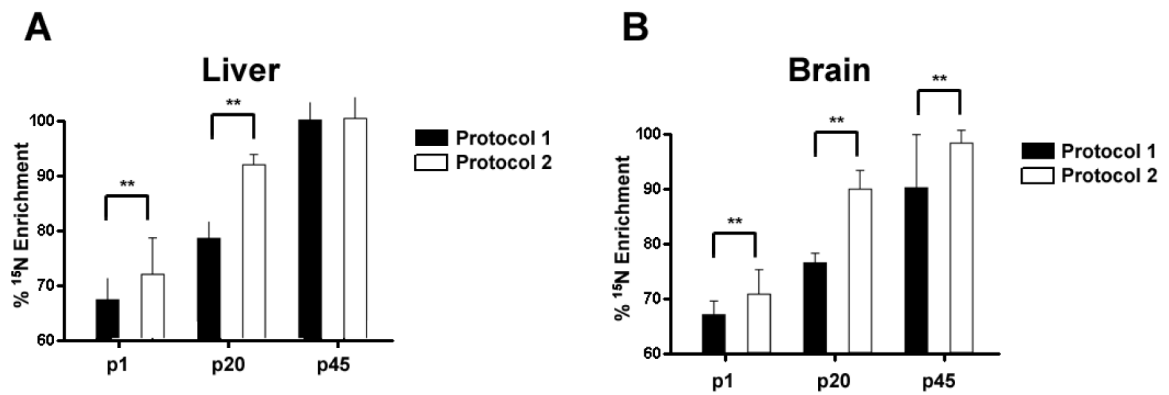 A
Liver
% ¹⁵N Enrichment
100
90
80
70
60
**
**
p1
p20
p45
Protocol 1
Protocol 2
B
Brain
% ¹⁵N Enrichment
100
90
80
70
60
**
**
**
p1
p20
p45
Protocol 1
Protocol 2